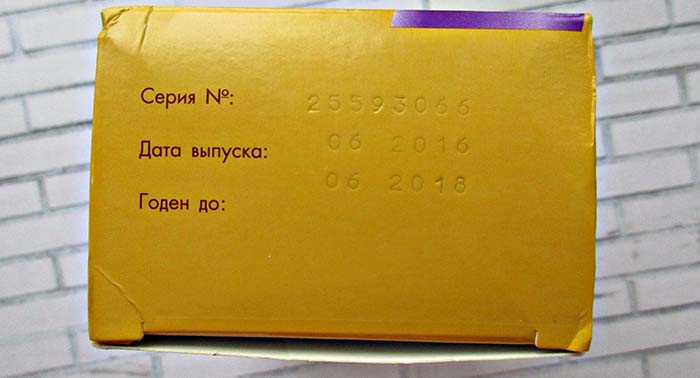 Серия №: 25593066
Дата выпуска: 06 2016
Годен до: 06 2018